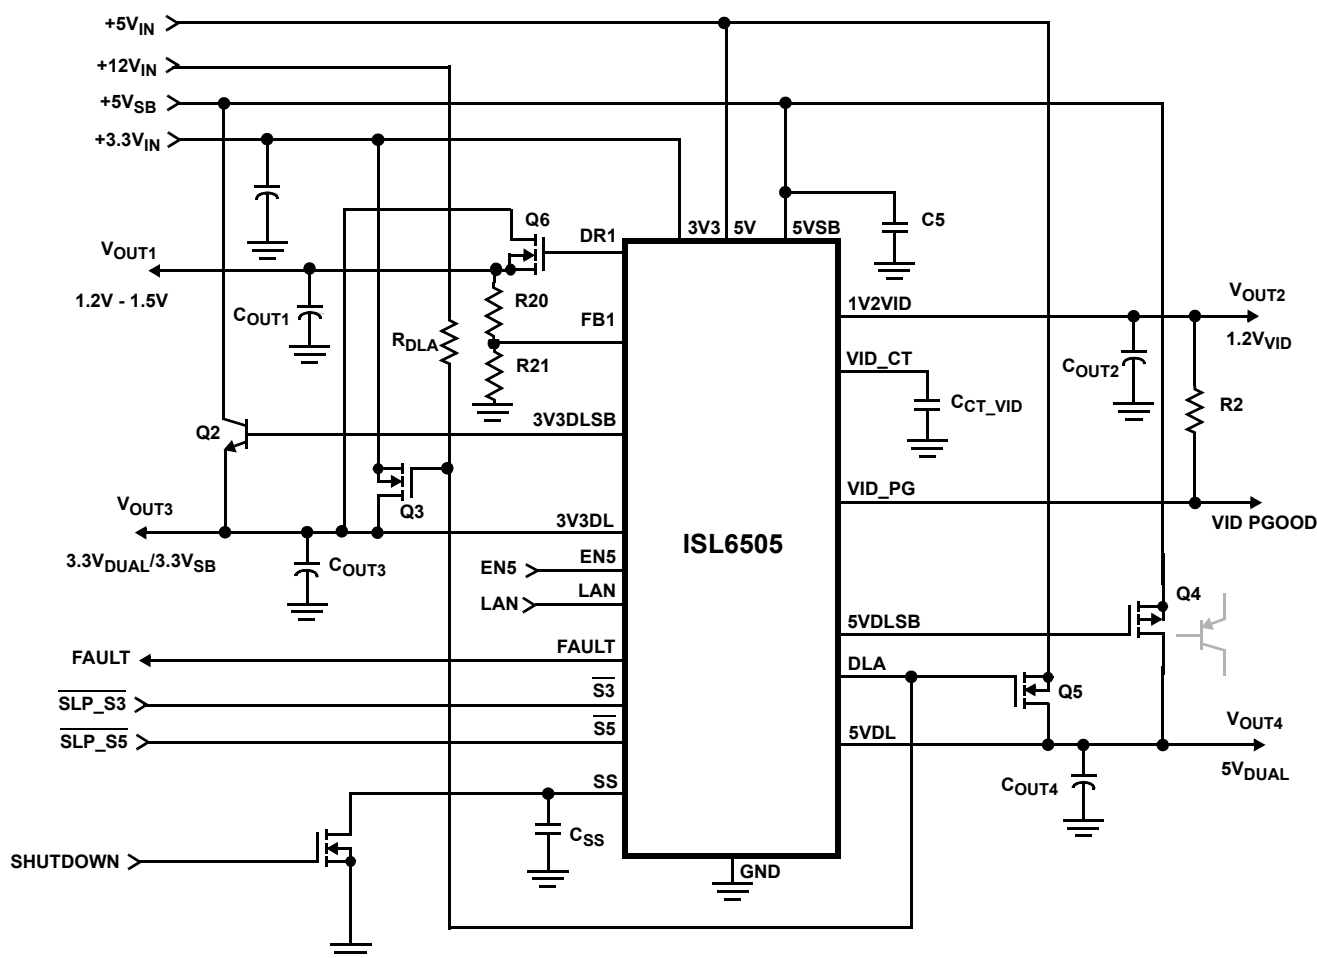 +5VIN
+12VIN
+5VSB
+3.3VIN
Q6
DR1
3V3
5V
5VSB
C5
VOUT1
1.2V - 1.5V
COUT1
R20
FB1
RDLA
R21
1V2VID
VOUT2
1.2VVID
VID_CT
COUT2
CCT_VID
R2
Q2
3V3DLSB
VID_PG
VID PGOOD
Q3
VOUT3
3.3VDUAL/3.3VSB
COUT3
3V3DL
ISL6505
EN5
EN5
LAN
LAN
Q4
5VDLSB
FAULT
FAULT
DLA
Q5
SLP_S3
S3
SLP_S5
S5
5VDL
VOUT4
5VDUAL
COUT4
SS
CSS
SHUTDOWN
GND